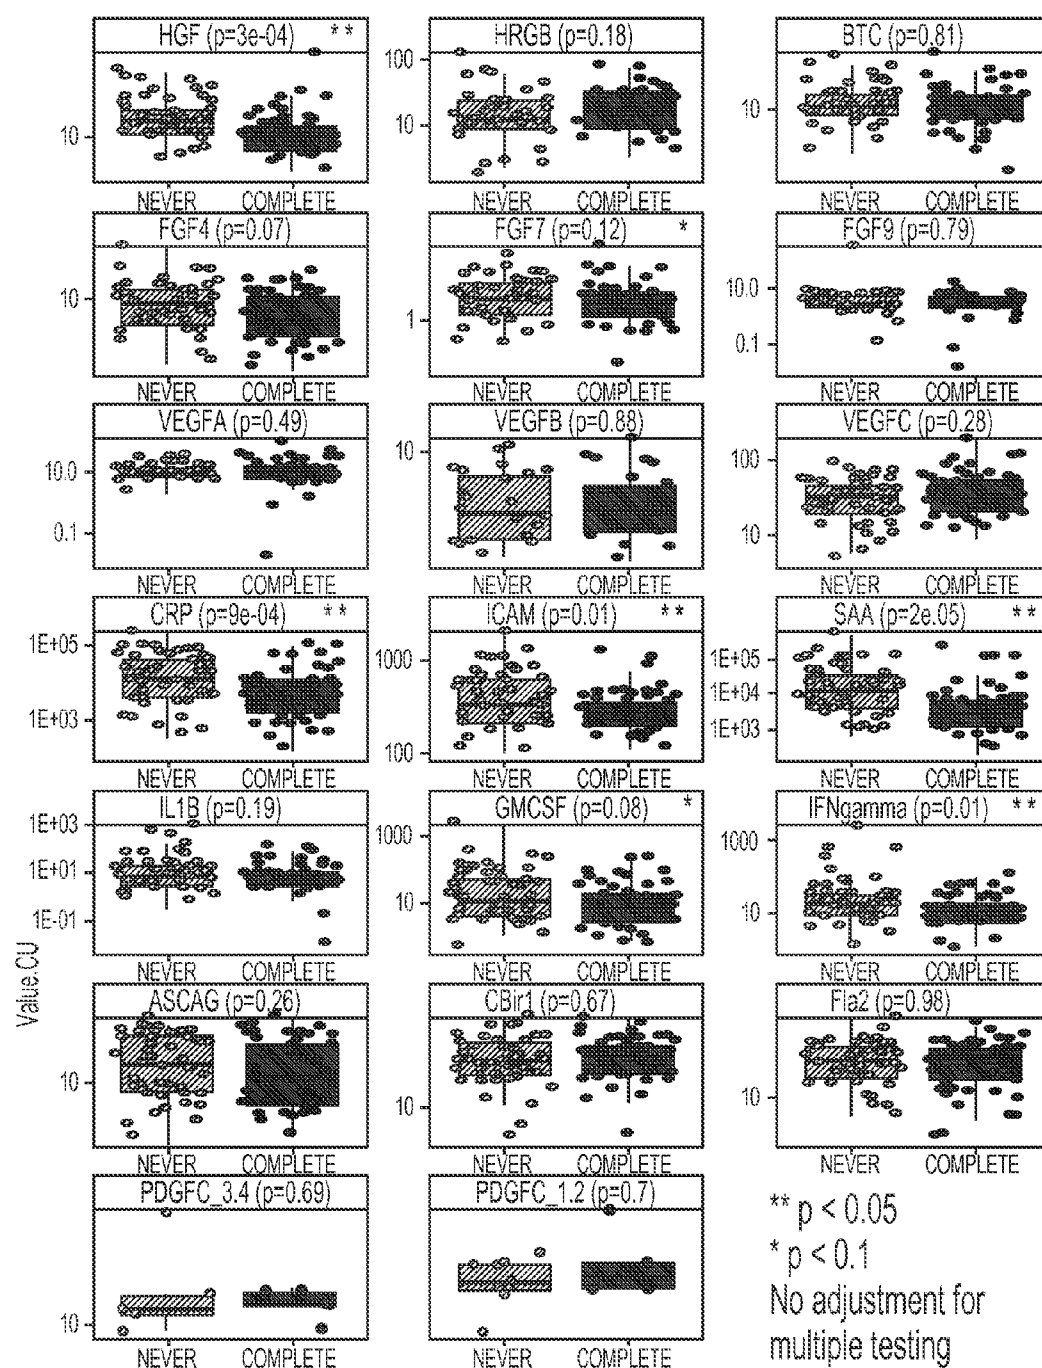 HGF (p=3e-04) **
HRGB (p=0.18)
BTC (p=0.81)
10
100
10
10
NEVER COMPLETE
NEVER COMPLETE
NEVER COMPLETE
FGF4 (p=0.07)
FGF7 (p=0.12) *
FGF9 (p=0.79)
10
1
10.0
0.1
NEVER COMPLETE
NEVER COMPLETE
NEVER COMPLETE
VEGFA (p=0.49)
VEGFB (p=0.88)
VEGFC (p=0.28)
10.0
0.1
10
100
10
NEVER COMPLETE
NEVER COMPLETE
NEVER COMPLETE
CRP (p=9e-04) **
ICAM (p=0.01) **
SAA (p=2e.05) **
1E+05
1E+03
1000
100
1E+05
1E+04
1E+03
NEVER COMPLETE
NEVER COMPLETE
NEVER COMPLETE
IL1B (p=0.19)
GMCSF (p=0.08) *
IFNgamma (p=0.01) **
1E+03
1E+01
1E-01
1000
10
1000
10
Value.CU
NEVER COMPLETE
NEVER COMPLETE
NEVER COMPLETE
ASCAG (p=0.26)
CBir1 (p=0.67)
Fla2 (p=0.98)
10
10
10
NEVER COMPLETE
NEVER COMPLETE
NEVER COMPLETE
PDGFC_3.4 (p=0.69)
PDGFC_1.2 (p=0.7)
10
NEVER COMPLETE
NEVER COMPLETE
** p < 0.05
* p < 0.1
No adjustment for
multiple testing